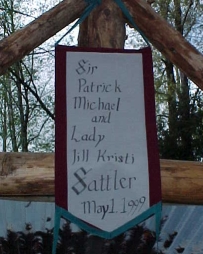 Sir
Patrick
Michael
and
Lady
Jill Kristi
Sattler
May 1 1999